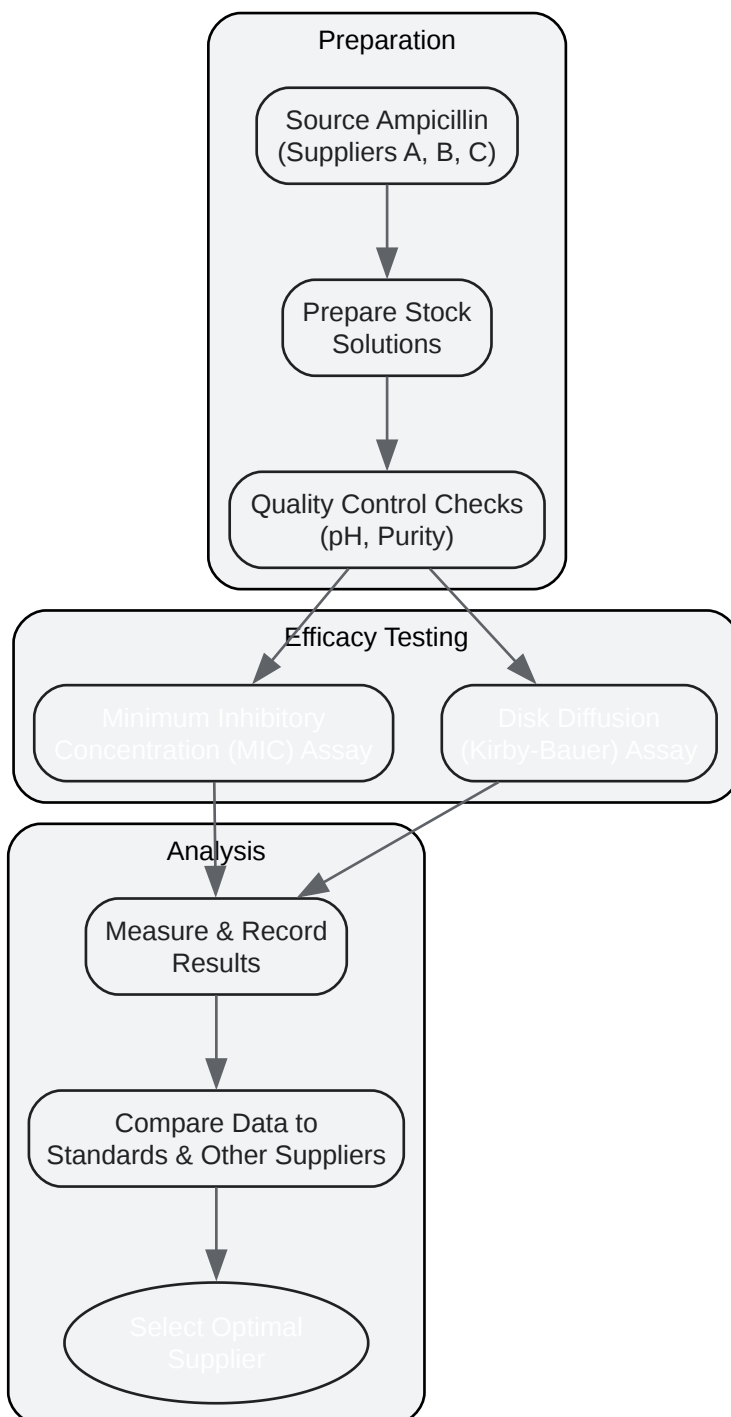 Preparation
Source Ampicillin
(Suppliers A, B, C)
Prepare Stock
Solutions
Quality Control Checks
(pH, Purity)
Efficacy Testing
Minimum Inhibitory
Concentration (MIC) Assay
Disk Diffusion
(Kirby-Bauer) Assay
Analysis
Measure & Record
Results
Compare Data to
Standards & Other Suppliers
Select Optimal
Supplier